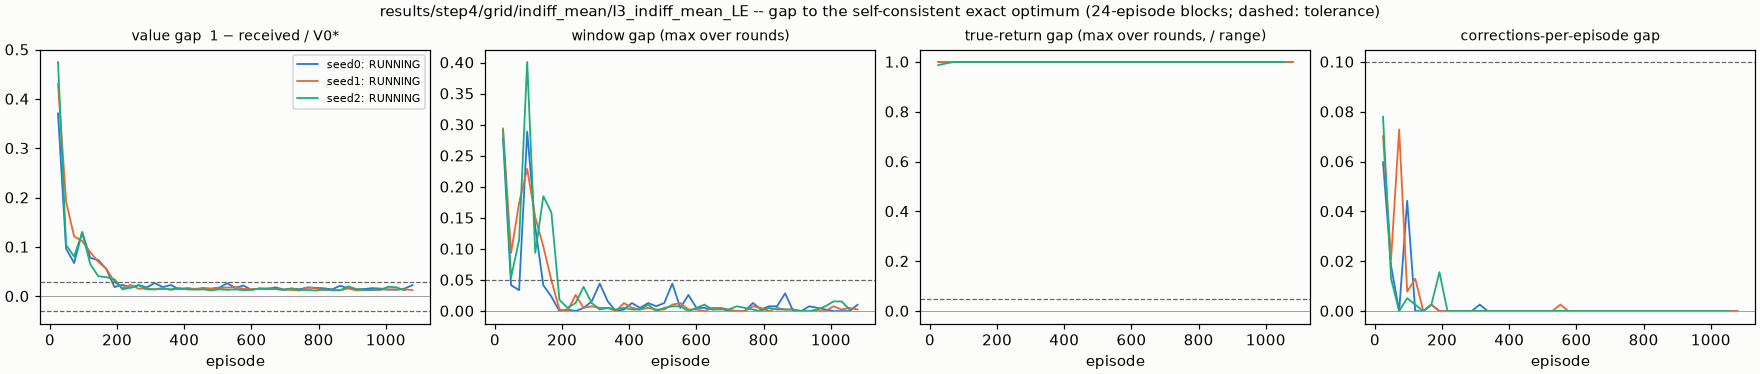 results/step4/grid/indiff_mean/I3_indiff_mean_LE -- gap to the self-consistent exact optimum (24-episode blocks; dashed: tolerance)
value gap 1 − received / V0*
0.5
0.4
0.3
0.2
0.1
0.0
seed0: RUNNING
seed1: RUNNING
seed2: RUNNING
0 200 400 600 800 1000
episode
window gap (max over rounds)
0.40
0.35
0.30
0.25
0.20
0.15
0.10
0.05
0.00
0 200 400 600 800 1000
episode
true-return gap (max over rounds, / range)
1.0
0.8
0.6
0.4
0.2
0.0
0 200 400 600 800 1000
episode
corrections-per-episode gap
0.10
0.08
0.06
0.04
0.02
0.00
0 200 400 600 800 1000
episode